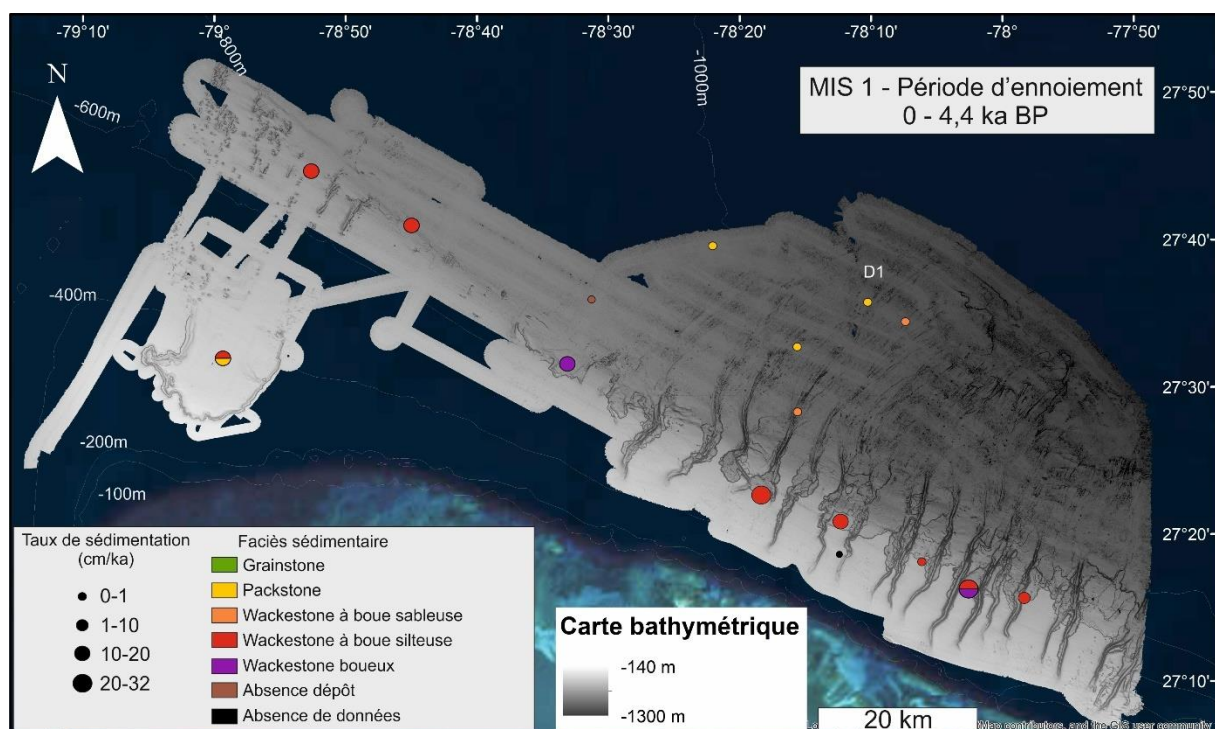 -79°10' -79° -78°50' -78°40' -78°30' -78°20' -78°10' -78° -77°50'
-800m
-1000m
N
-600m
MIS 1 - Période d'ennoiement
0 - 4,4 ka BP
27°50'
27°40'
D1
-400m
27°30'
-200m
-100m
27°20'
27°10'
Taux de sédimentation
(cm/ka)
0-1
1-10
10-20
20-32
Faciès sédimentaire
Grainstone
Packstone
Wackestone à boue sableuse
Wackestone à boue silteuse
Wackestone boueux
Absence dépôt
Absence de données
Carte bathymétrique
-140 m
-1300 m
20 km
Map contributors, and the GIS user community